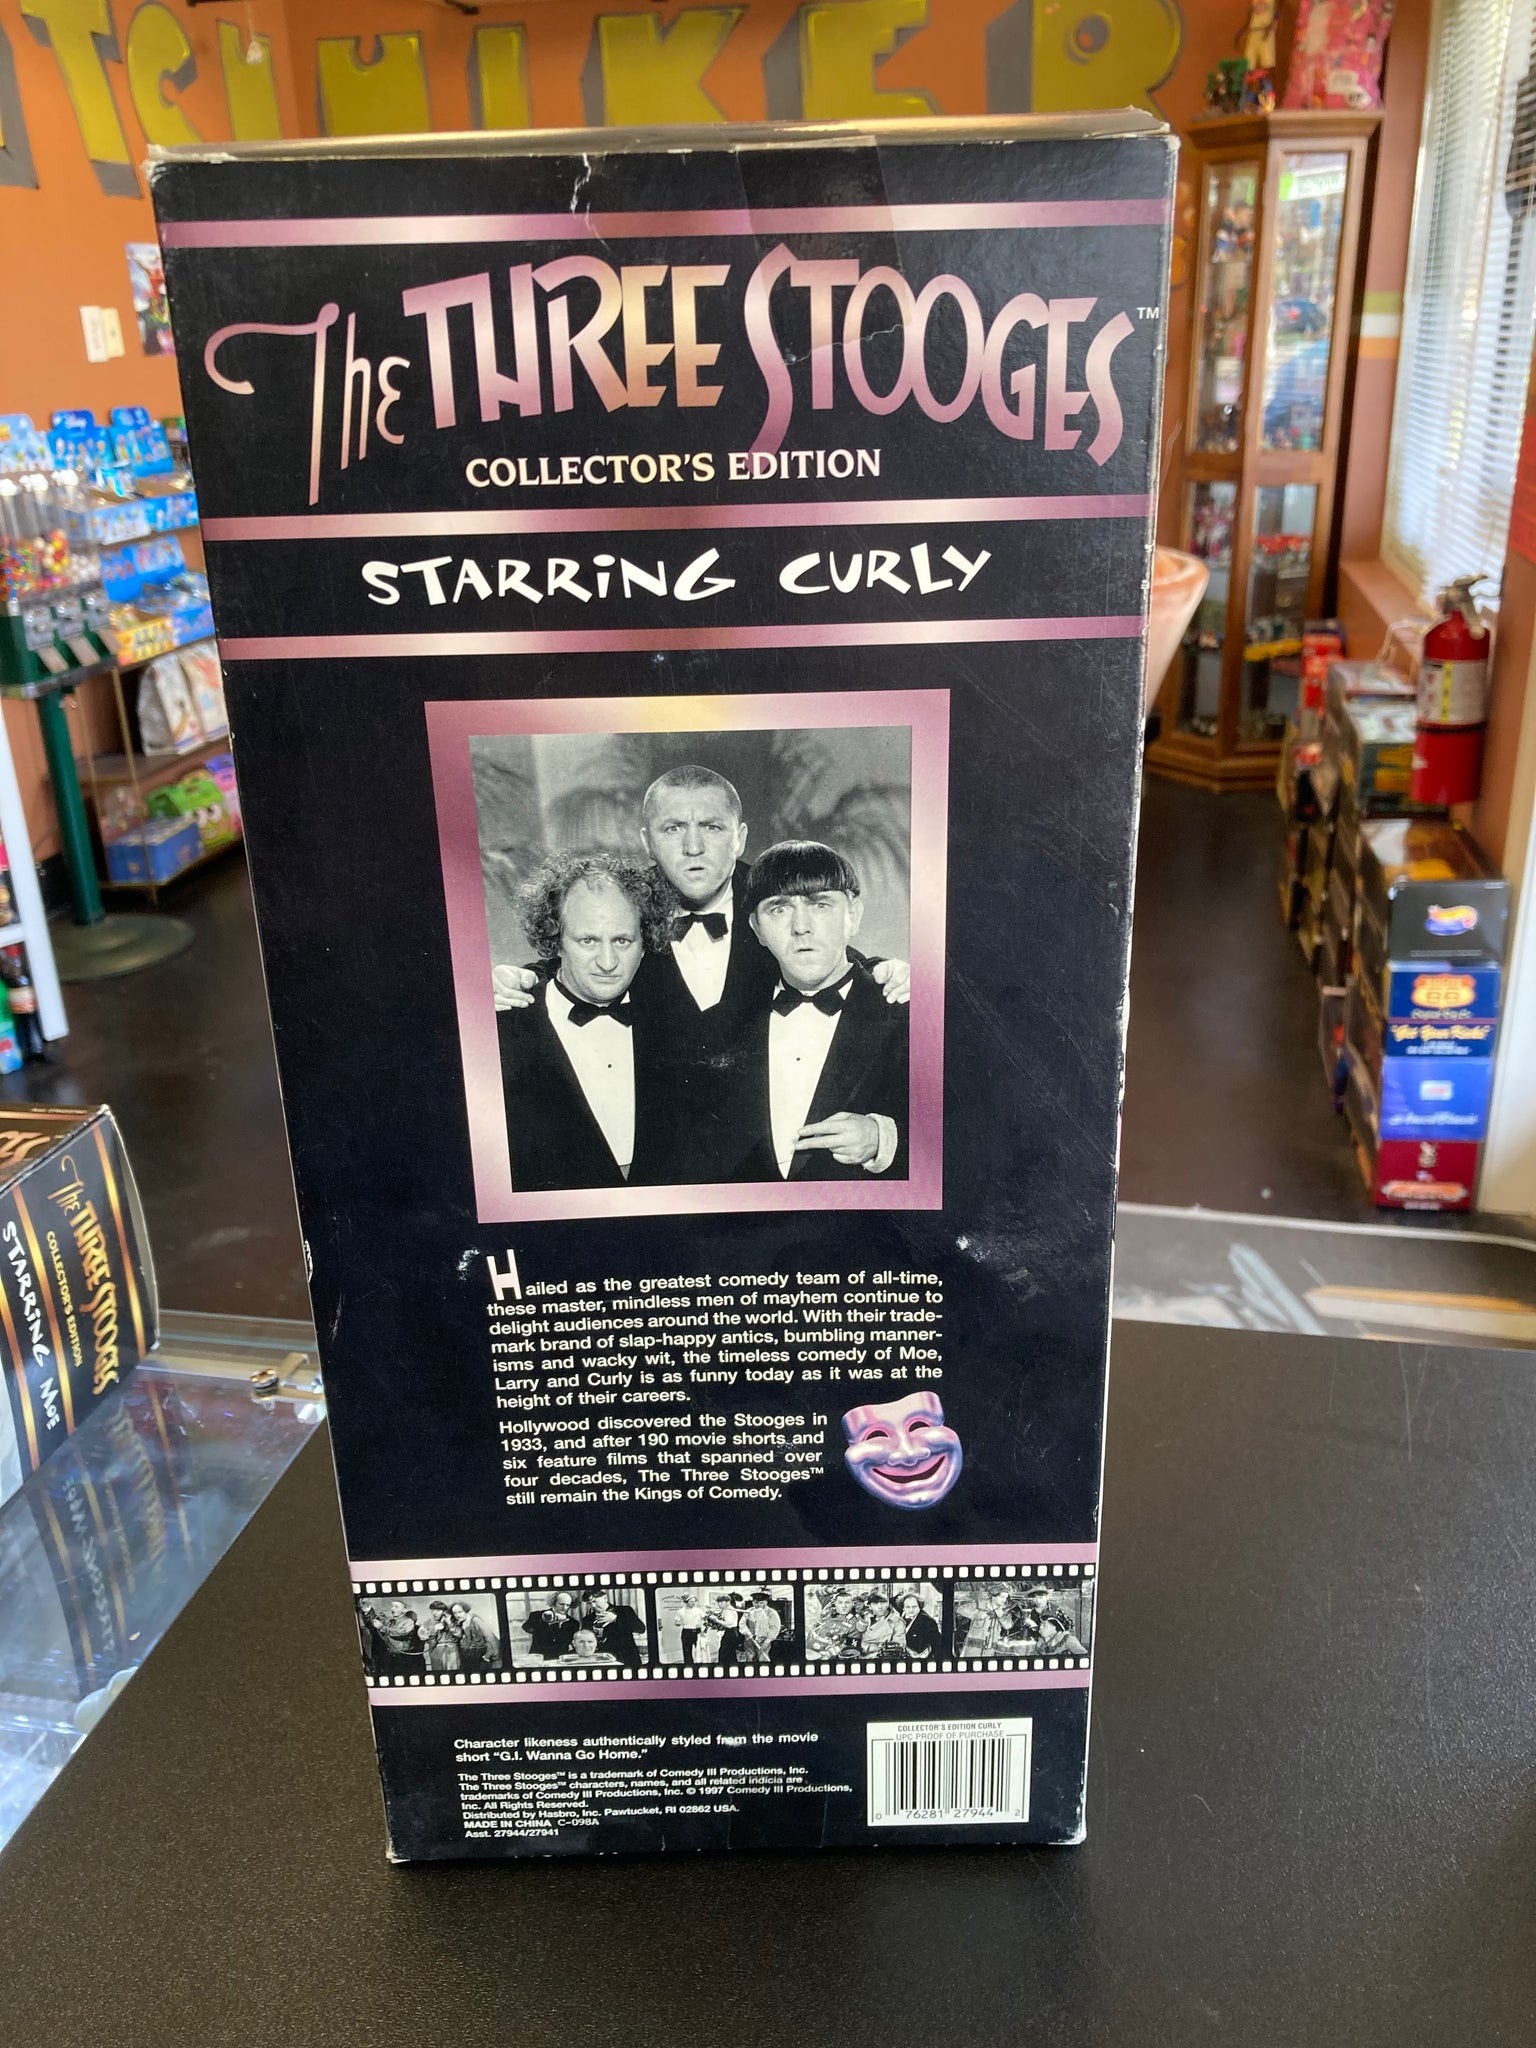 TCHHIKER
The THREE STOOGES™
COLLECTOR'S EDITION
STARRING CURLY
Hailed as the greatest comedy team of all-time,
these master, mindless men of mayhem continue to
delight audiences around the world. With their trade-
mark brand of slap-happy antics, bumbling manner-
isms and wacky wit, the timeless comedy of Moe,
Larry and Curly is as funny today as it was at the
height of their careers.
Hollywood discovered the Stooges in
1933, and after 190 movie shorts and
six feature films that spanned over
four decades, The Three Stooges™
still remain the Kings of Comedy.
Character likeness authentically styled from the movie
short “G.I. Wanna Go Home.”
The Three Stooges™ is a trademark of Comedy III Productions, Inc.
The Three Stooges™ characters, names, and all related indicia are
trademarks of Comedy III Productions, Inc. © 1997 Comedy III Productions,
Inc. All Rights Reserved.
Distributed by Hasbro, Inc. Pawtucket, RI 02862 USA.
MADE IN CHINA C-098A
Asst. 27944/27941
COLLECTOR'S EDITION CURLY
UPC PROOF OF PURCHASE
0 76281 27944 2
The THREE STOOGES
COLLECTOR'S EDITION
STARRING MOE
Hot Wheels
66
"Get Your Kicks"